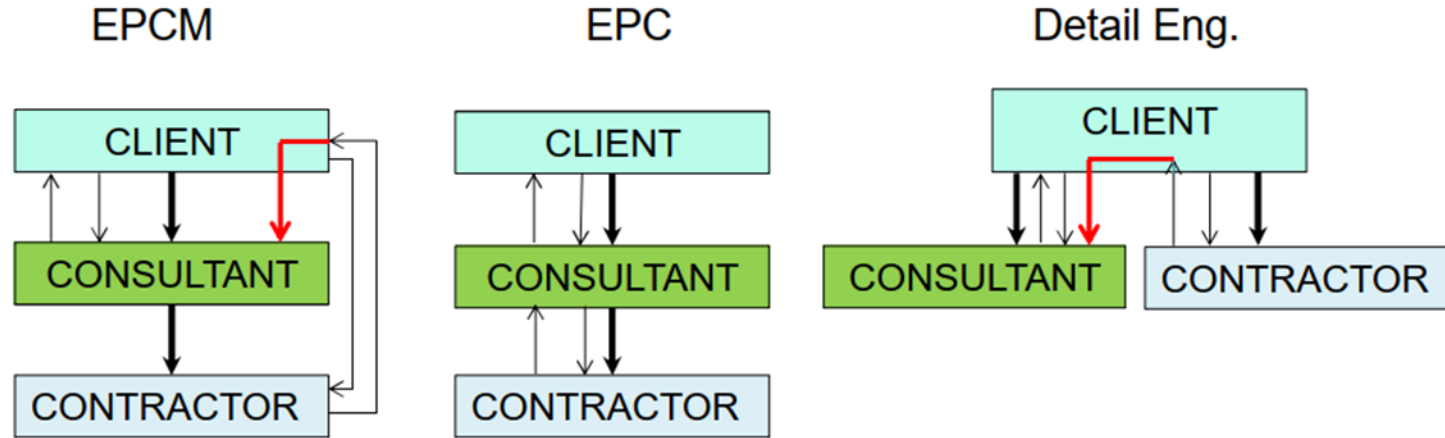 EPCM
EPC
Detail Eng.
CLIENT
CONSULTANT
CONTRACTOR
CLIENT
CONSULTANT
CONTRACTOR
CLIENT
CONSULTANT
CONTRACTOR